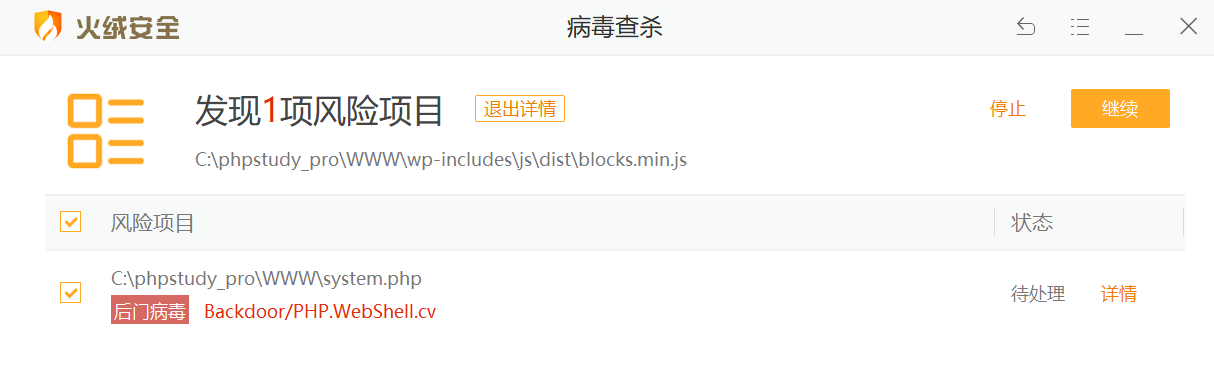 火绒安全
病毒查杀
发现1项风险项目
退出详情
停止
继续
C:\phpstudy_pro\WWW\wp-includes\js\dist\blocks.min.js
风险项目
状态
C:\phpstudy_pro\WWW\system.php
后门病毒 Backdoor/PHP.WebShell.cv
待处理
详情